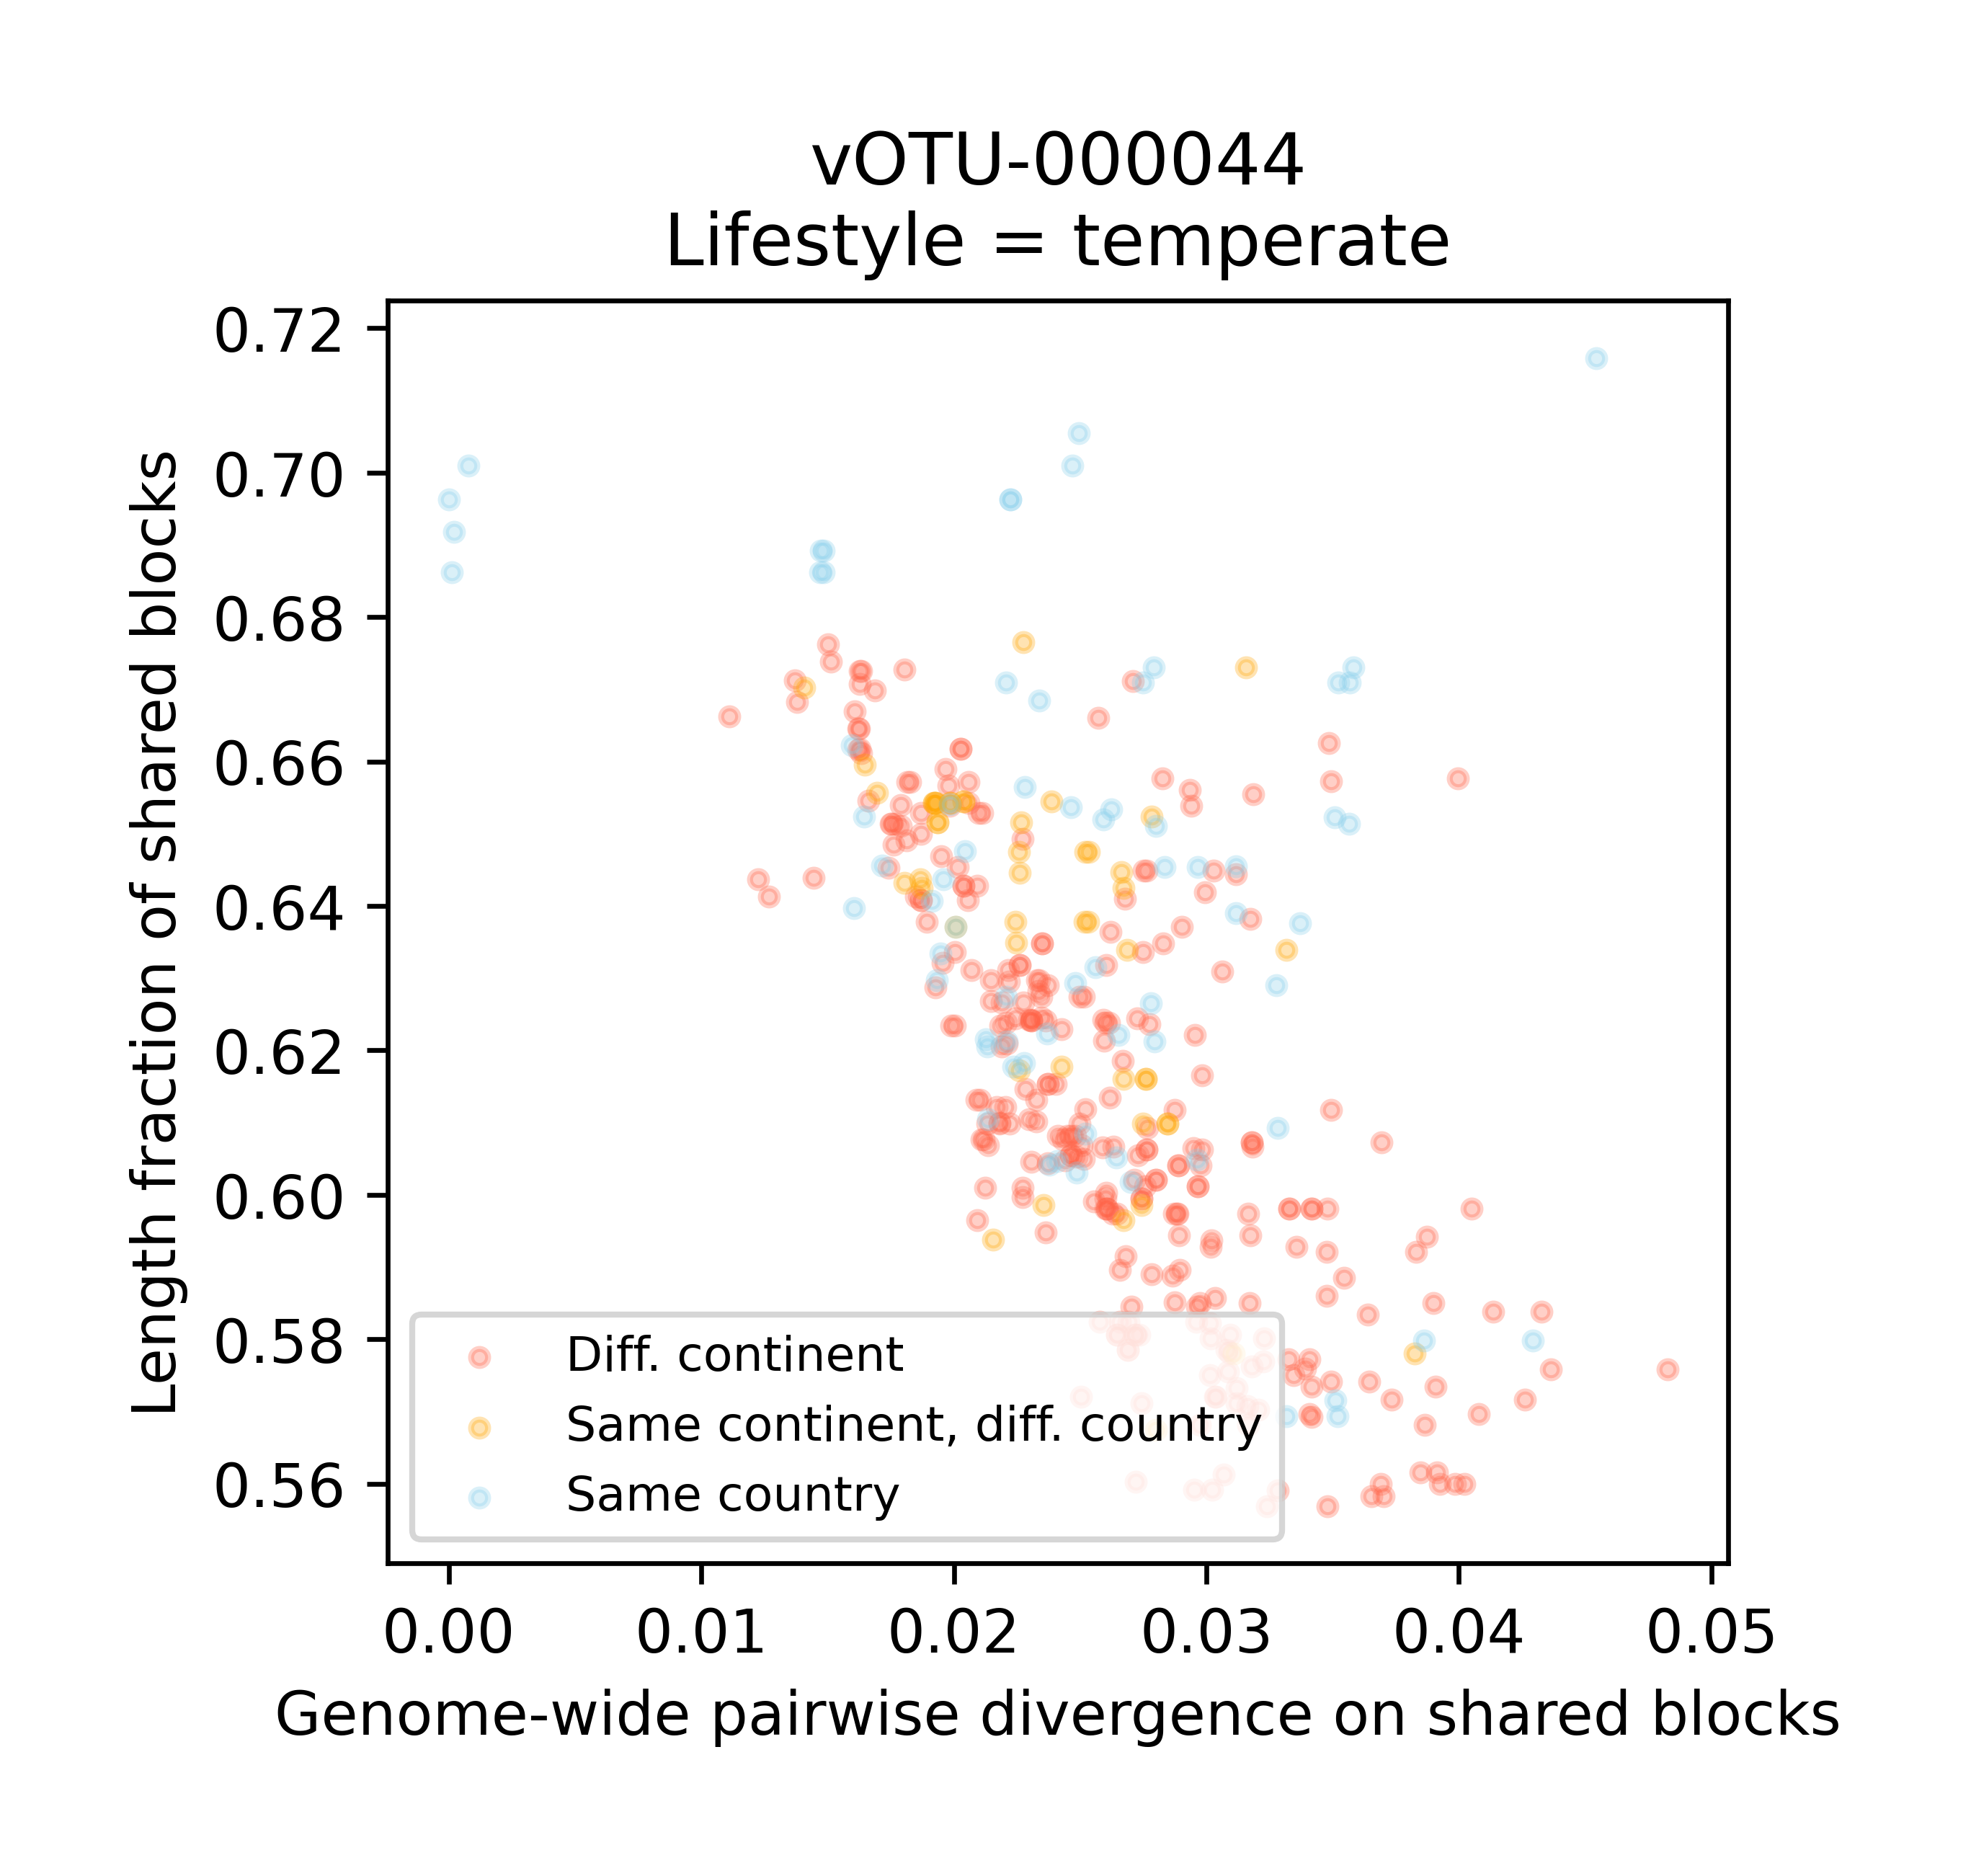 vOTU-000044
Lifestyle = temperate
Length fraction of shared blocks
0.72
0.70
0.68
0.66
0.64
0.62
0.60
0.58
0.56
Diff. continent
Same continent, diff. country
Same country
0.00 0.01 0.02 0.03 0.04 0.05
Genome-wide pairwise divergence on shared blocks